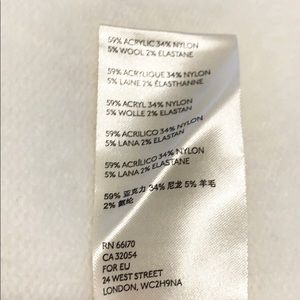 59% ACRYLIC 34% NYLON
5% WOOL 2% ELASTANE
59% ACRYLIQUE 34% NYLON
5% LAINE 2% ÉLASTHANNE
59% ACRYL 34% NYLON
5% WOLLE 2% ELASTAN
59% ACRILICO 34% NYLON
5% LANA 2% ELASTAN
59% ACRÍLICO 34% NYLON
5% LANA 2% ELASTANE
59% 亚克力 34% 尼龙 5% 羊毛
2% 氨纶
RN 66170
CA 32054
FOR EU
24 WEST STREET
LONDON, WC2H9NA